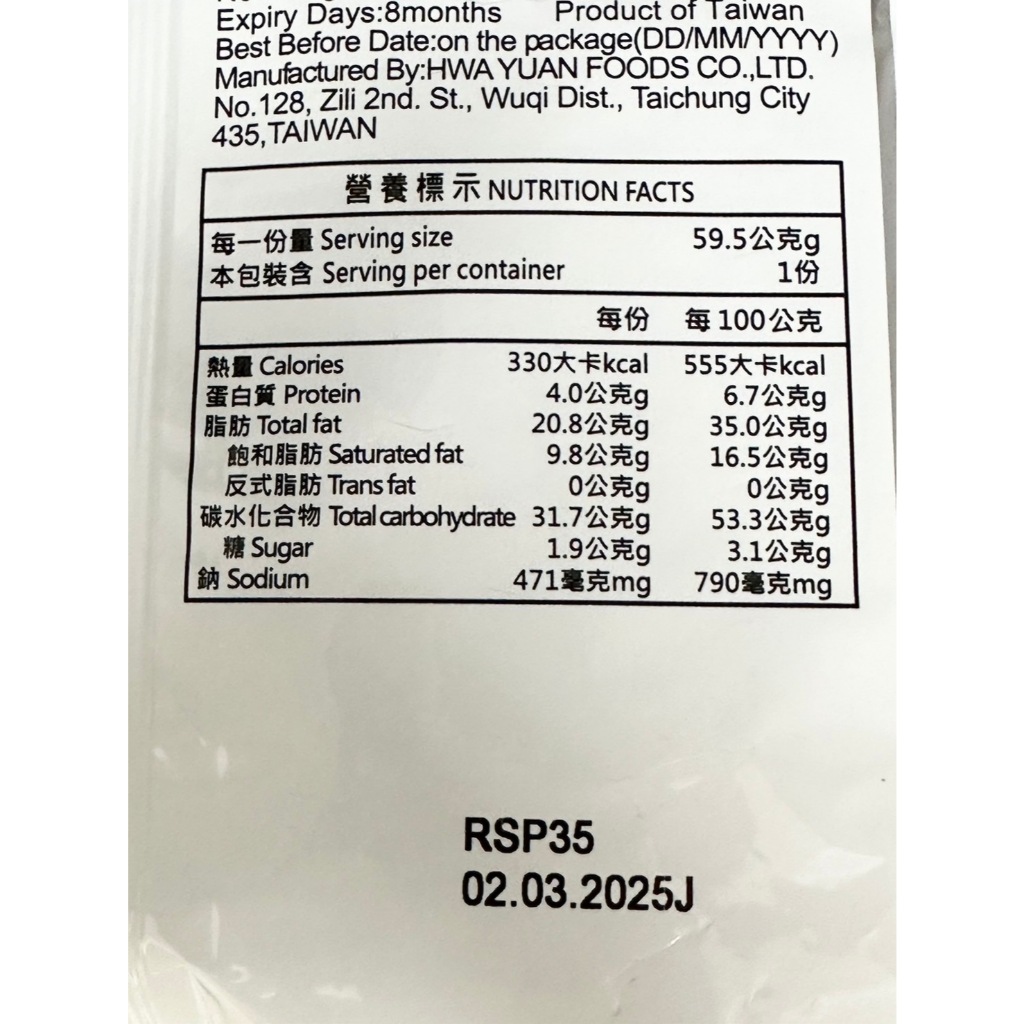 Expiry Days:8months Product of Taiwan
Best Before Date:on the package(DD/MM/YYYY)
Manufactured By:HWA YUAN FOODS CO.,LTD.
No.128, Zili 2nd. St., Wuqi Dist., Taichung City
435,TAIWAN
營養標示 NUTRITION FACTS
每一份量 Serving size 59.5公克g
本包裝含 Serving per container 1份
每份 每100公克
熱量 Calories 330大卡kcal 555大卡kcal
蛋白質 Protein 4.0公克g 6.7公克g
脂肪 Total fat 20.8公克g 35.0公克g
飽和脂肪 Saturated fat 9.8公克g 16.5公克g
反式脂肪 Trans fat 0公克g 0公克g
碳水化合物 Total carbohydrate 31.7公克g 53.3公克g
糖 Sugar 1.9公克g 3.1公克g
鈉 Sodium 471毫克mg 790毫克mg
RSP35
02.03.2025J